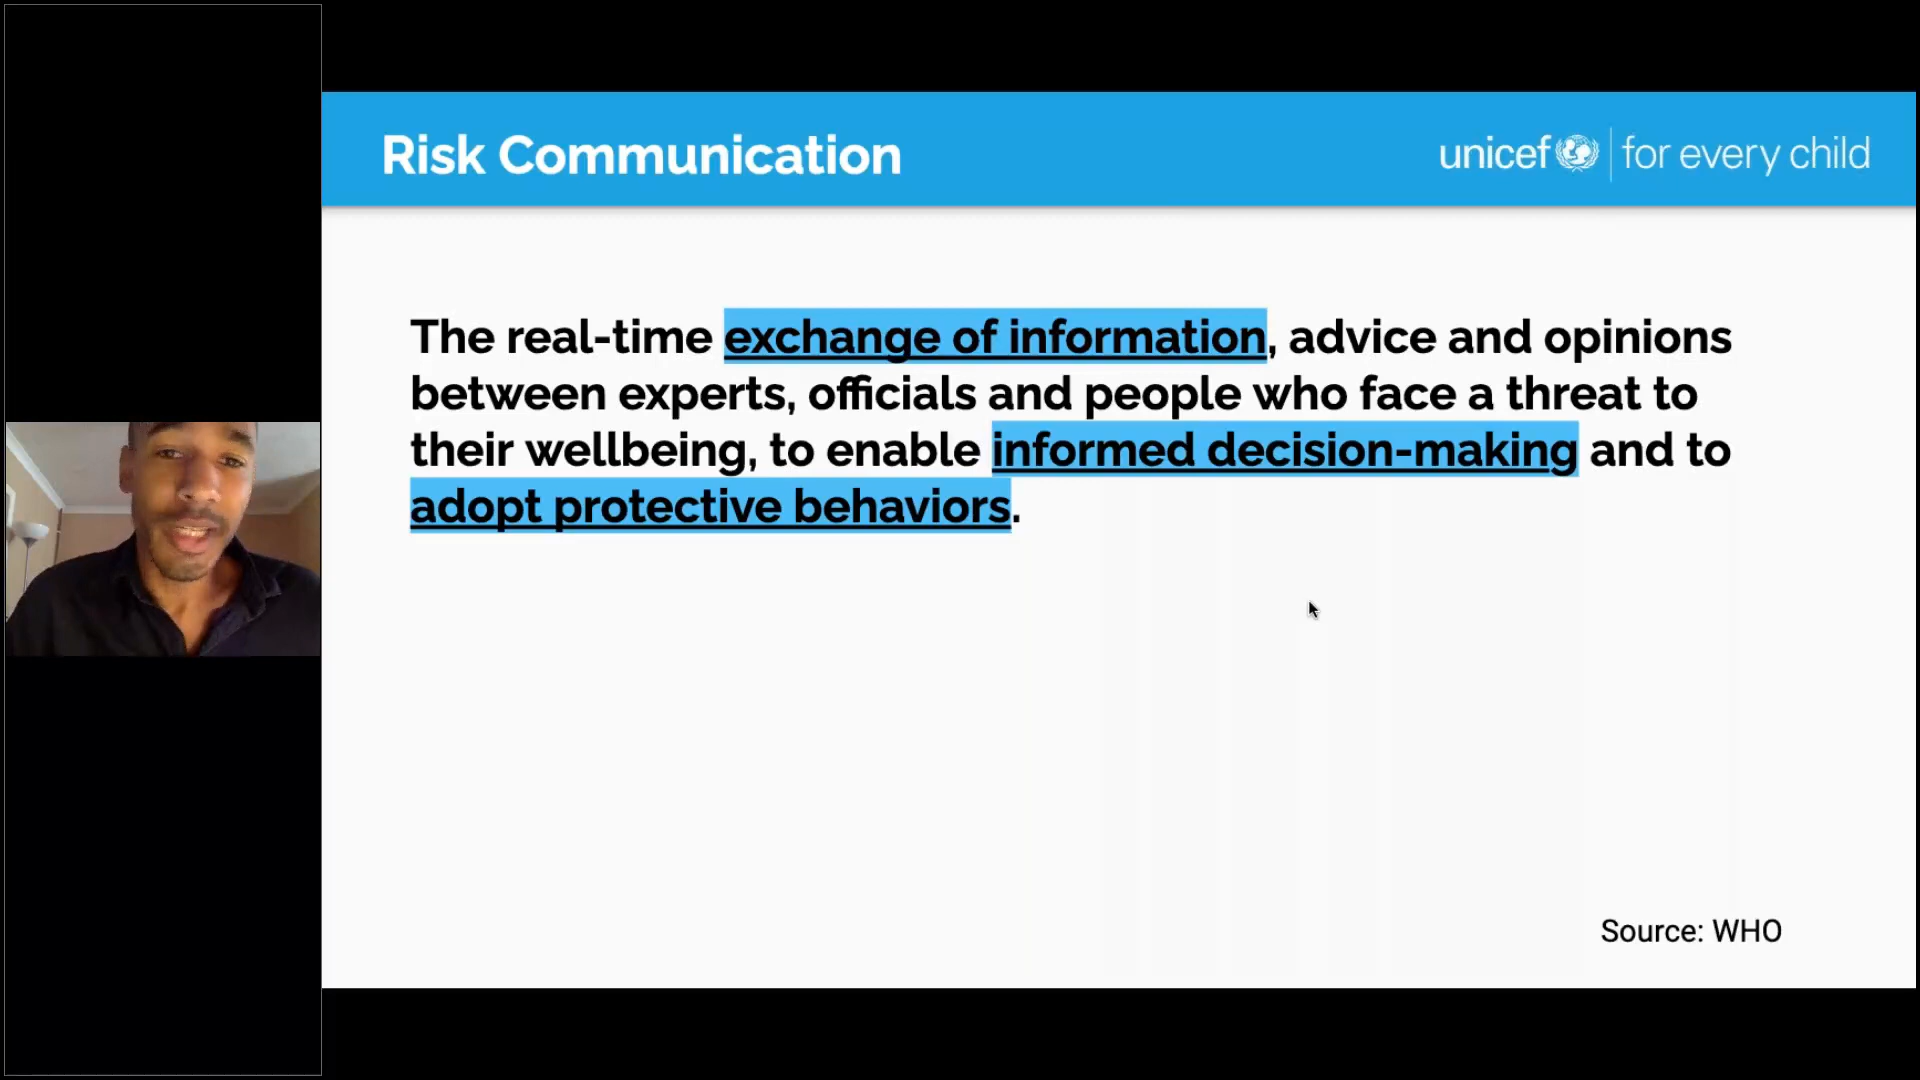 Risk Communication
unicef for every child
The real-time exchange of information, advice and opinions
between experts, officials and people who face a threat to
their wellbeing, to enable informed decision-making and to
adopt protective behaviors.
Source: WHO